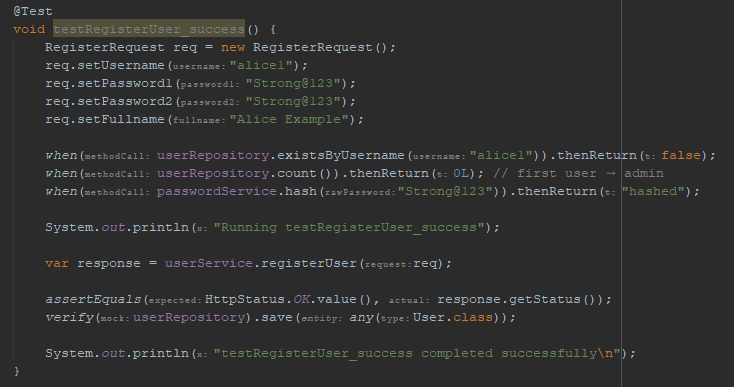 @Test
void testRegisterUser_success() {
RegisterRequest req = new RegisterRequest();
req.setUsername( username: "alice1");
req.setPassword1( password1: "Strong@123");
req.setPassword2( password2: "Strong@123");
req.setFullname( fullname: "Alice Example");
when( methodCall: userRepository.existsByUsername( username: "alice1")).thenReturn( t: false);
when( methodCall: userRepository.count()).thenReturn( t: 0L); // first user → admin
when( methodCall: passwordService.hash( rawPassword: "Strong@123")).thenReturn( t: "hashed");
System.out.println( x: "Running testRegisterUser_success");
var response = userService.registerUser( request: req);
assertEquals( expected: HttpStatus.OK.value(), actual: response.getStatus());
verify( mock: userRepository).save( entity: any( type: User.class));
System.out.println( x: "testRegisterUser_success completed successfully\n");
}